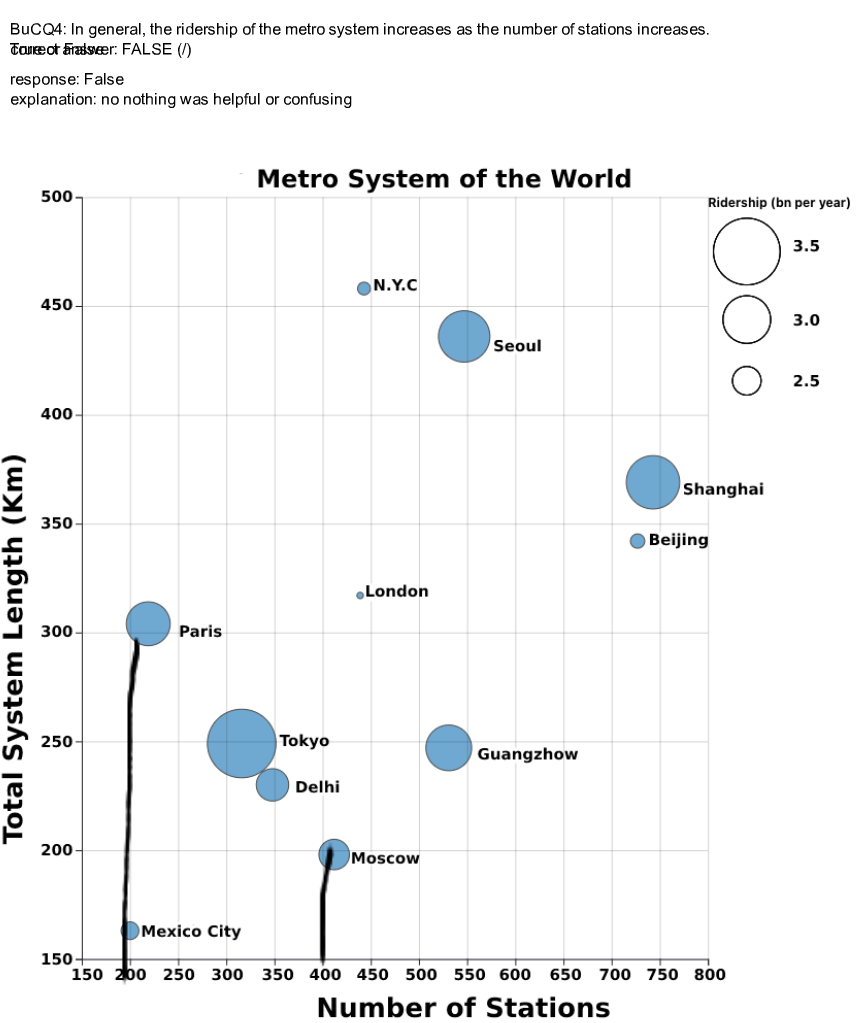 BuCQ4: In general, the ridership of the metro system increases as the number of stations increases.
True or False
correct answer: FALSE (/)
response: False
explanation: no nothing was helpful or confusing
Metro System of the World
Ridership (bn per year)
3.5
3.0
2.5
500
450
400
350
300
250
200
150
Total System Length (Km)
N.Y.C
Seoul
Shanghai
Beijing
London
Paris
Tokyo
Guangzhow
Delhi
Moscow
Mexico City
150 200 250 300 350 400 450 500 550 600 650 700 750 800
Number of Stations